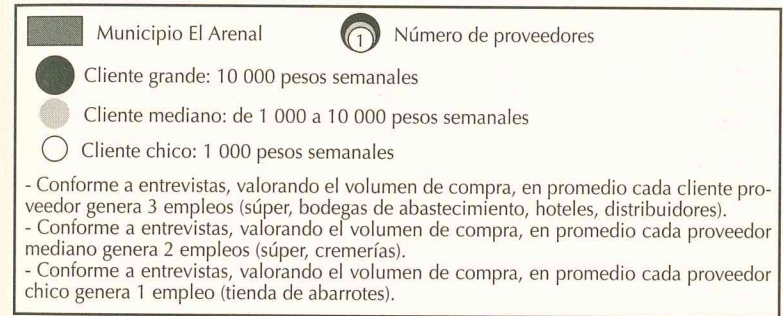 Municipio El Arenal
1 Número de proveedores
Cliente grande: 10 000 pesos semanales
Cliente mediano: de 1 000 a 10 000 pesos semanales
Cliente chico: 1 000 pesos semanales
- Conforme a entrevistas, valorando el volumen de compra, en promedio cada cliente pro-
veedor genera 3 empleos (súper, bodegas de abastecimiento, hoteles, distribuidores).
- Conforme a entrevistas, valorando el volumen de compra, en promedio cada proveedor
mediano genera 2 empleos (súper, cremerías).
- Conforme a entrevistas, valorando el volumen de compra, en promedio cada proveedor
chico genera 1 empleo (tienda de abarrotes).